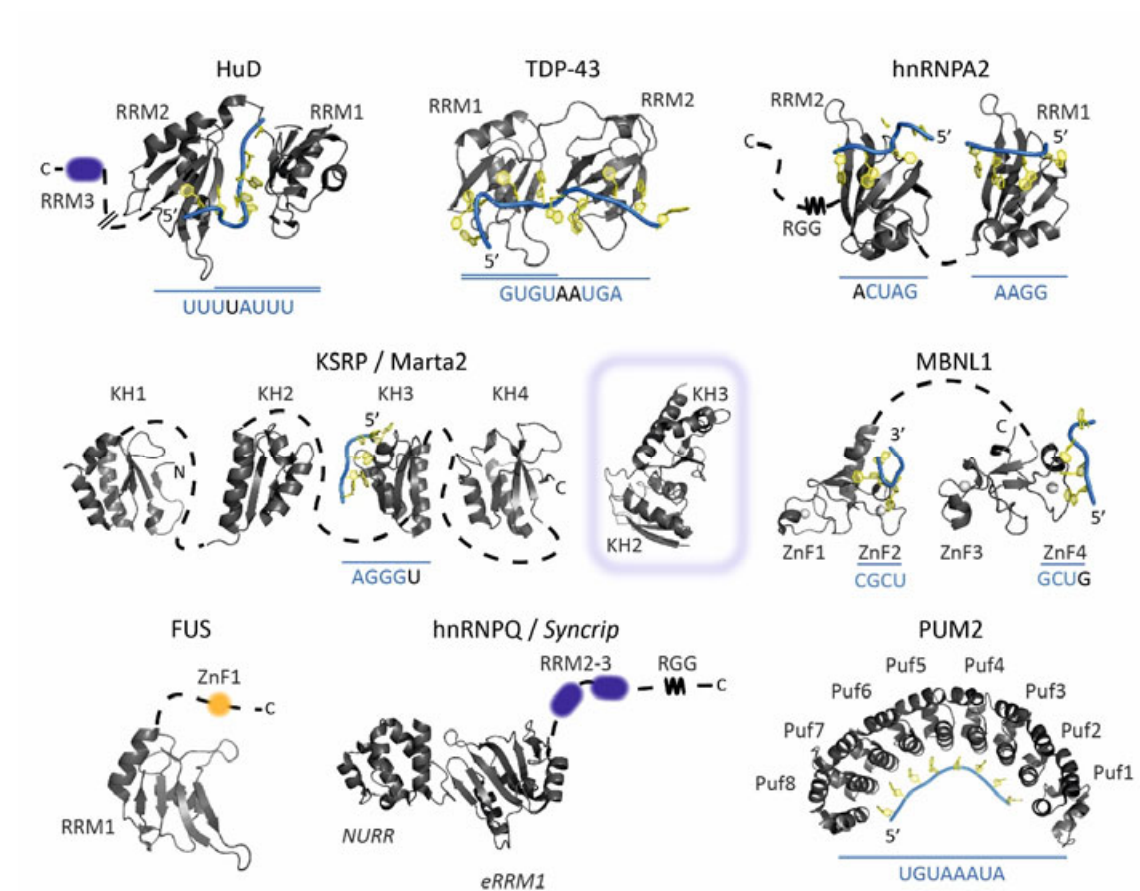 HuD
RRM2
RRM1
C
RRM3
5'
UUUUAUUU
TDP-43
RRM1
RRM2
5'
GUGUAAUGA
hnRNPA2
RRM2
RRM1
C
5'
5'
RGG
ACUAG
AAGG
KSRP / Marta2
KH1
KH2
KH3
KH4
5'
N
C
AGGGU
KH3
KH2
MBNL1
3'
C
5'
ZnF1
ZnF2
ZnF3
ZnF4
CGCU
GCUG
FUS
ZnF1
C
RRM1
hnRNPQ / Syncrip
RRM2-3
RGG
C
NURR
eRRM1
PUM2
Puf5
Puf4
Puf6
Puf3
Puf7
Puf2
Puf8
Puf1
5'
UGUAAAUA